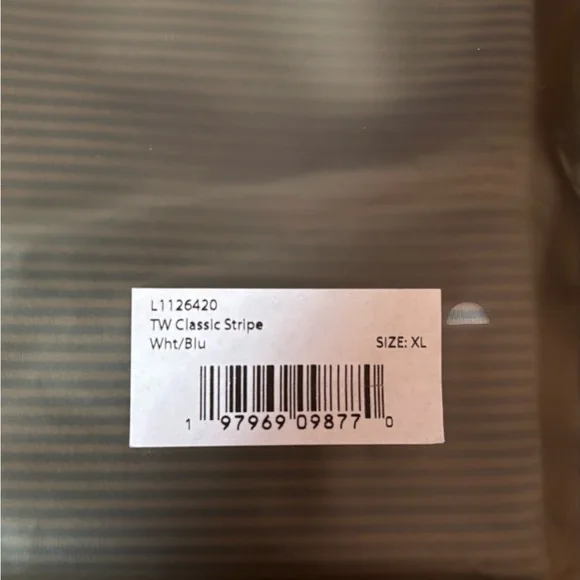 L1126420
TW Classic Stripe
Wht/Blu SIZE: XL
1 97969 09877 0